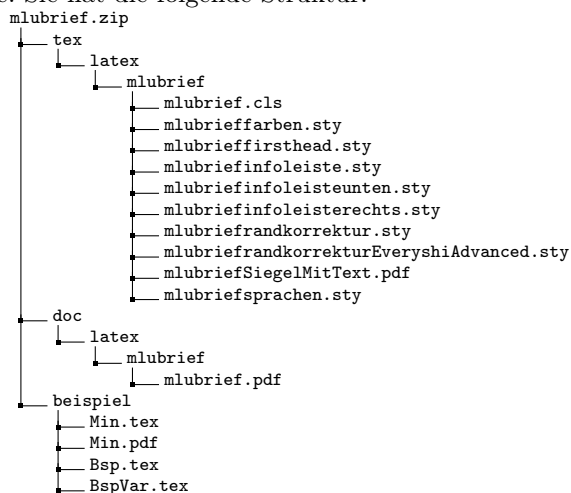 e. Sie hat die folgende Struktur:
mlubrief.zip
tex
latex
mlubrief
mlubrief.cls
mlubrieffarben.sty
mlubrieffirsthead.sty
mlubriefinfoleiste.sty
mlubriefinfoleisteunten.sty
mlubriefinfoleisterechts.sty
mlubriefrandkorrektur.sty
mlubriefrandkorrekturEveryshiAdvanced.sty
mlubriefSiegelMitText.pdf
mlubriefsprachen.sty
doc
latex
mlubrief
mlubrief.pdf
beispiel
Min.tex
Min.pdf
Bsp.tex
BspVar.tex